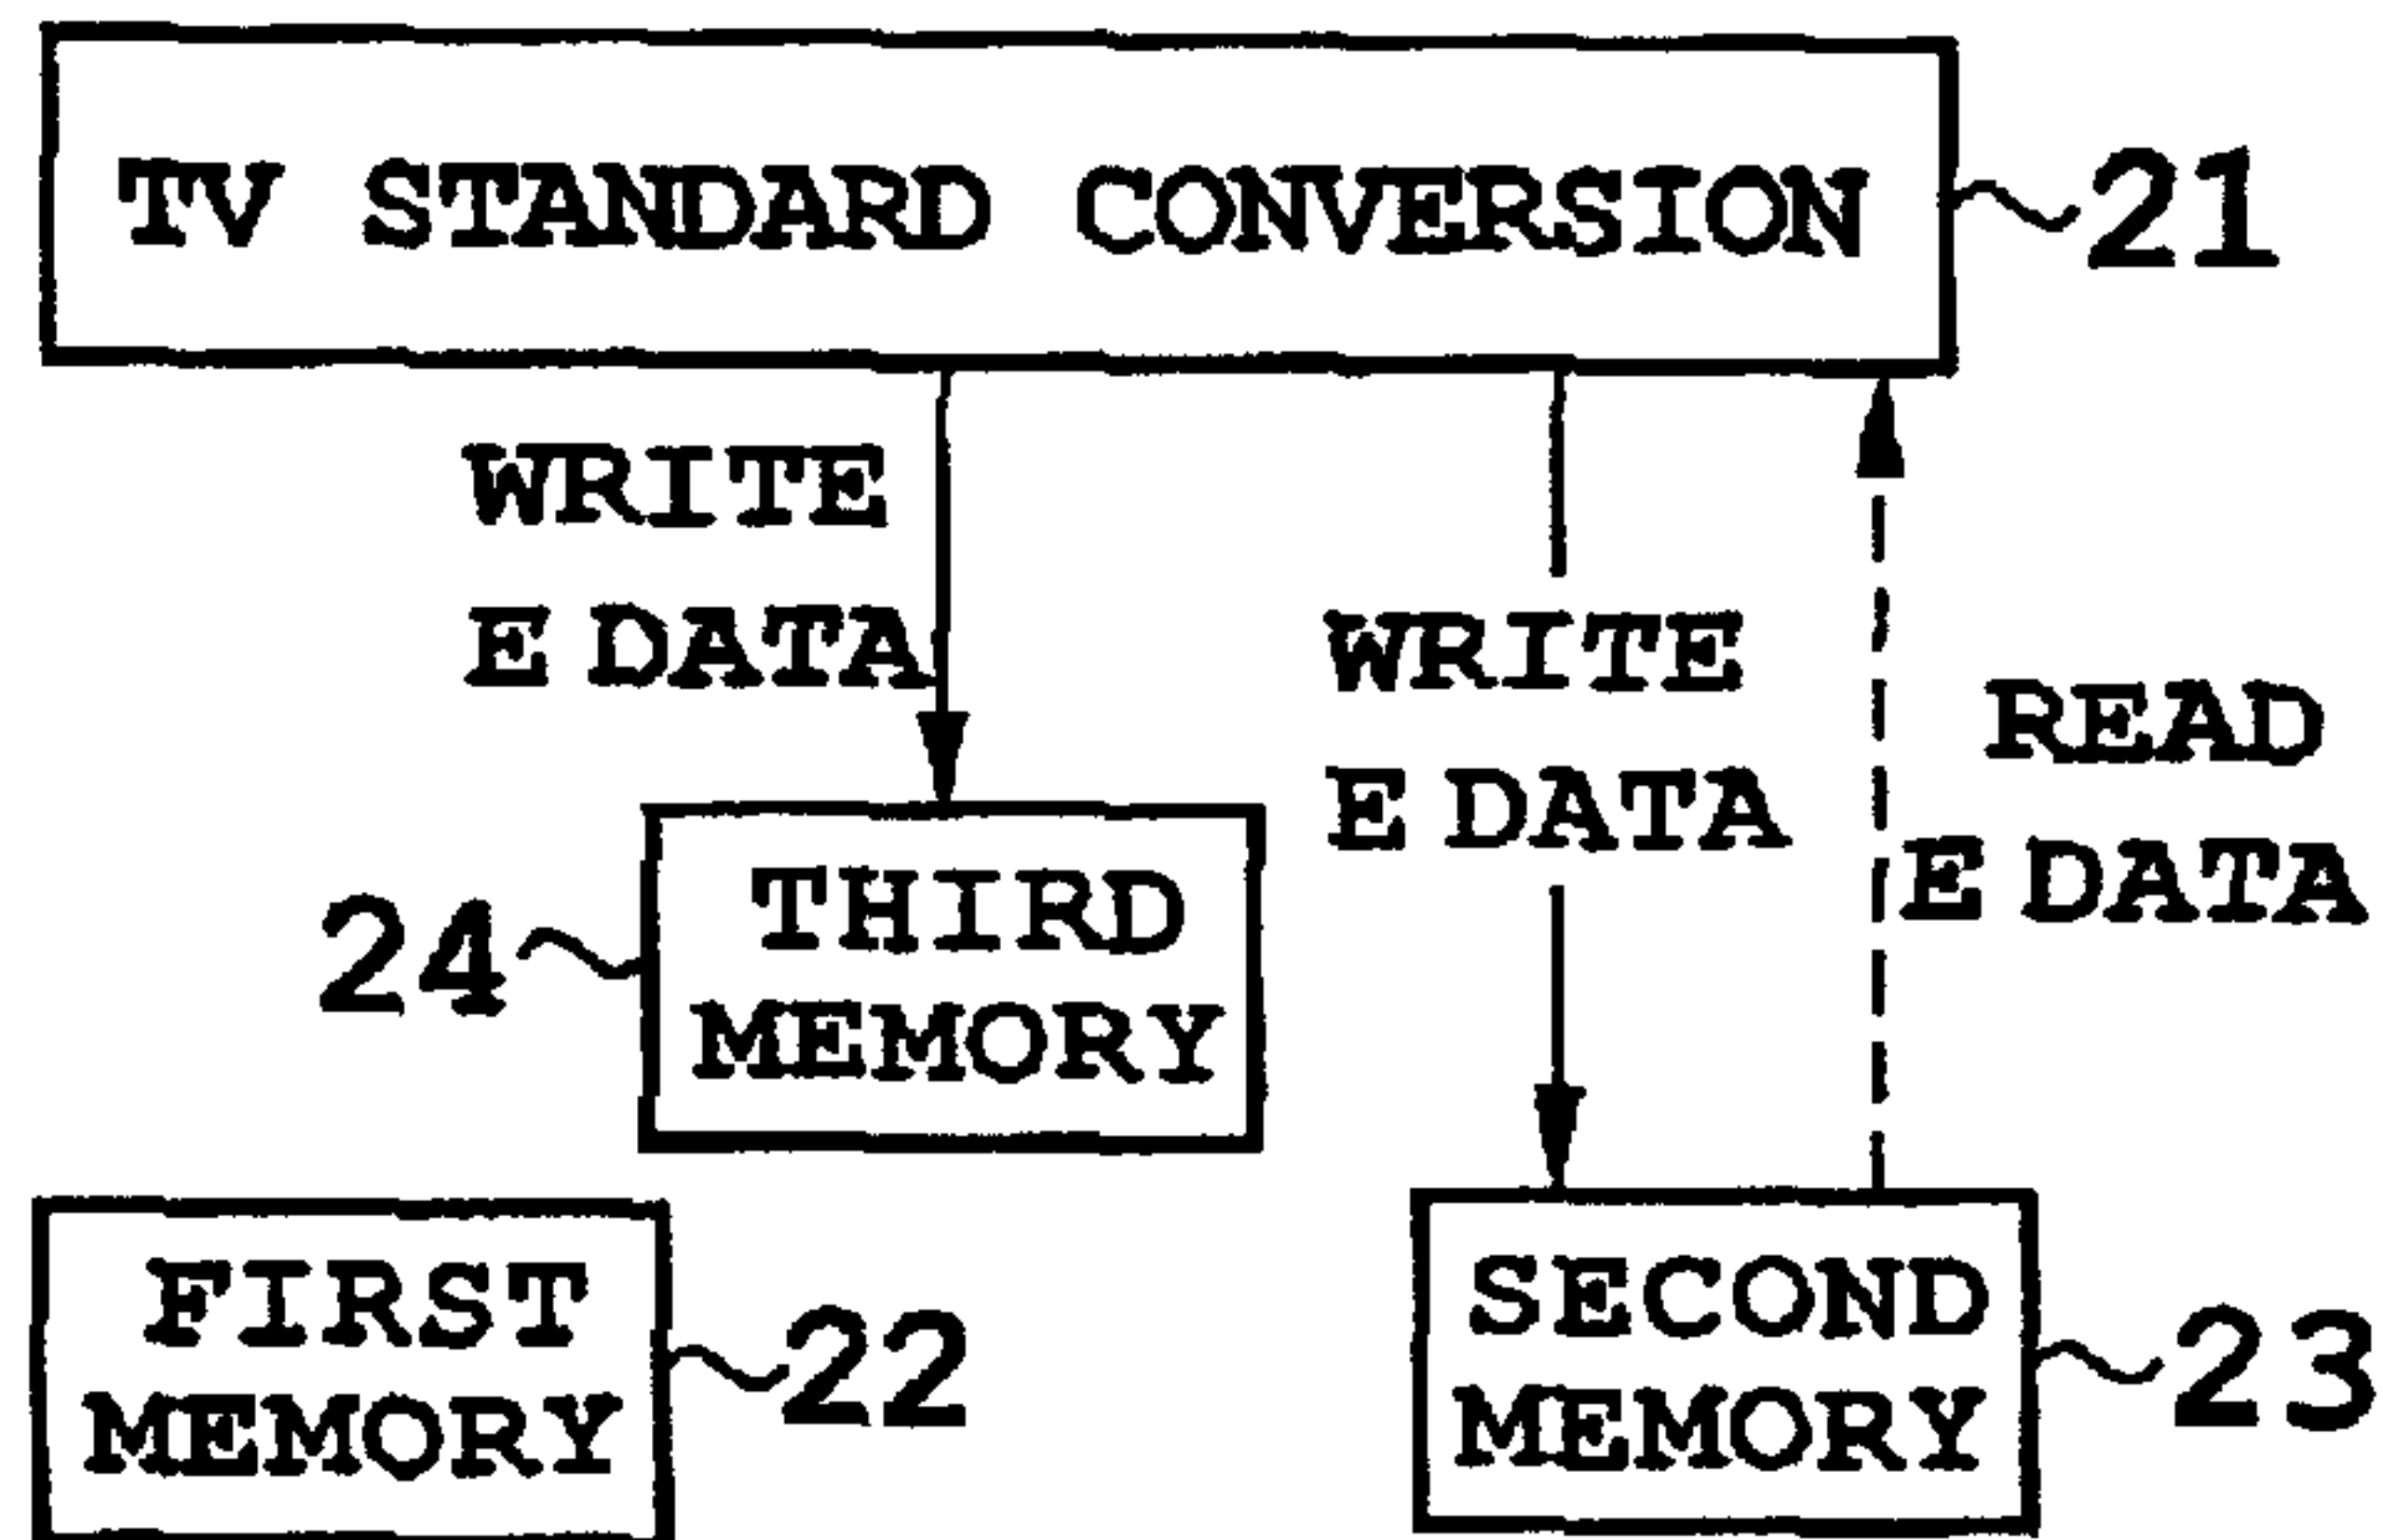 TV STANDARD CONVERSION 21
WRITE
E DATA
WRITE
E DATA
READ
E DATA
24
THIRD
MEMORY
FIRST
MEMORY
22
SECOND
MEMORY
23